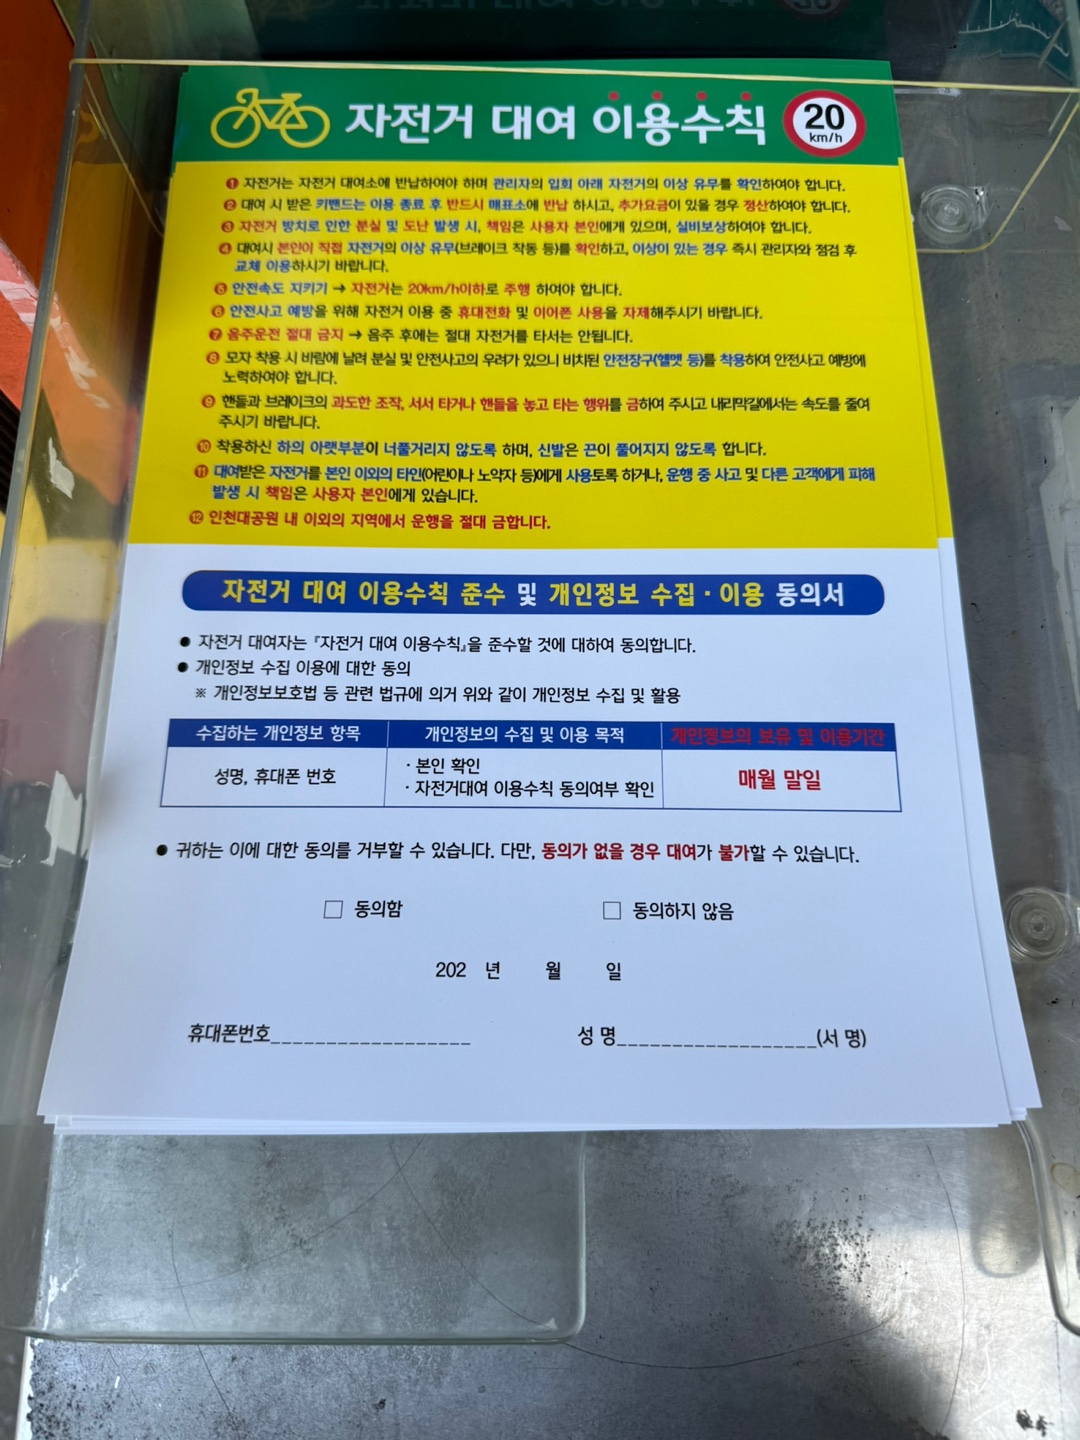 자전거 대여 이용수칙
20
km/h
❶ 자전거는 자전거 대여소에 반납하여야 하며 관리자의 입회 아래 자전거의 이상 유무를 확인하여야 합니다.
❷ 대여 시 받은 키밴드는 이용 종료 후 반드시 매표소에 반납 하시고, 추가요금이 있을 경우 정산하여야 합니다.
❸ 자전거 방치로 인한 분실 및 도난 발생 시, 책임은 사용자 본인에게 있으며, 실비보상하여야 합니다.
❹ 대여시 본인이 직접 자전거의 이상 유무(브레이크 작동 등)를 확인하고, 이상이 있는 경우 즉시 관리자와 점검 후
교체 이용하시기 바랍니다.
❺ 안전속도 지키기 → 자전거는 20km/h이하로 주행 하여야 합니다.
❻ 안전사고 예방을 위해 자전거 이용 중 휴대전화 및 이어폰 사용을 자제해주시기 바랍니다.
❼ 음주운전 절대 금지 → 음주 후에는 절대 자전거를 타서는 안됩니다.
❽ 모자 착용 시 바람에 날려 분실 및 안전사고의 우려가 있으니 비치된 안전장구(헬멧 등)를 착용하여 안전사고 예방에
노력하여야 합니다.
❾ 핸들과 브레이크의 과도한 조작, 서서 타거나 핸들을 놓고 타는 행위를 금하여 주시고 내리막길에서는 속도를 줄여
주시기 바랍니다.
❿ 착용하신 하의 아랫부분이 너풀거리지 않도록 하며, 신발은 끈이 풀어지지 않도록 합니다.
⓫ 대여받은 자전거를 본인 이외의 타인(어린이나 노약자 등)에게 사용토록 하거나, 운행 중 사고 및 다른 고객에게 피해
발생 시 책임은 사용자 본인에게 있습니다.
⓬ 인천대공원 내 이외의 지역에서 운행을 절대 금합니다.
자전거 대여 이용수칙 준수 및 개인정보 수집·이용 동의서
● 자전거 대여자는 『자전거 대여 이용수칙』을 준수할 것에 대하여 동의합니다.
● 개인정보 수집 이용에 대한 동의
※ 개인정보보호법 등 관련 법규에 의거 위와 같이 개인정보 수집 및 활용
수집하는 개인정보 항목 개인정보의 수집 및 이용 목적 개인정보의 보유 및 이용기간
성명, 휴대폰 번호 · 본인 확인 매월 말일
· 자전거대여 이용수칙 동의여부 확인
● 귀하는 이에 대한 동의를 거부할 수 있습니다. 다만, 동의가 없을 경우 대여가 불가할 수 있습니다.
□ 동의함 □ 동의하지 않음
202 년 월 일
휴대폰번호__________________ 성 명__________________(서 명)